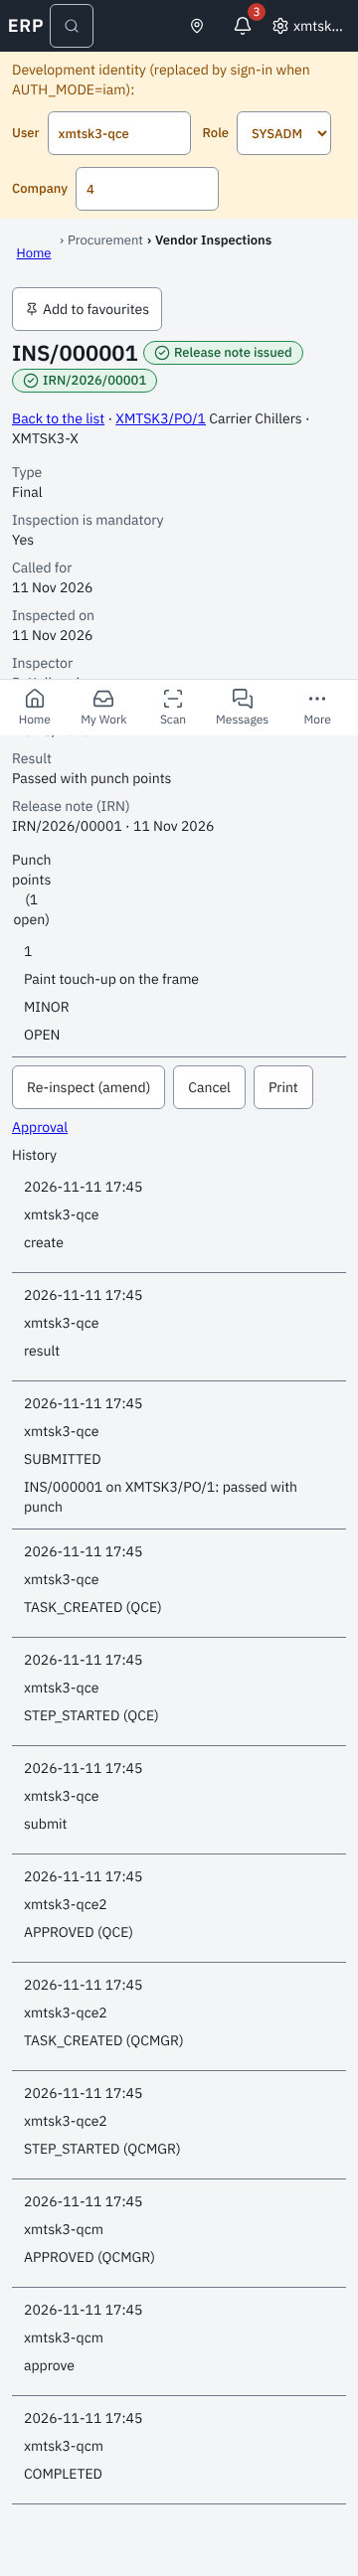 ERP
3
xmtsk...
Development identity (replaced by sign-in when
AUTH_MODE=iam):
User xmtsk3-qce Role SYSADM
Company 4
Home › Procurement › Vendor Inspections
Add to favourites
INS/000001 Release note issued
IRN/2026/00001
Back to the list · XMTSK3/PO/1 Carrier Chillers ·
XMTSK3-X
Type
Final
Inspection is mandatory
Yes
Called for
11 Nov 2026
Inspected on
11 Nov 2026
Inspector
Home My Work Scan Messages More
Result
Passed with punch points
Release note (IRN)
IRN/2026/00001 · 11 Nov 2026
Punch
points
(1
open)
1
Paint touch-up on the frame
MINOR
OPEN
Re-inspect (amend) Cancel Print
Approval
History
2026-11-11 17:45
xmtsk3-qce
create
2026-11-11 17:45
xmtsk3-qce
result
2026-11-11 17:45
xmtsk3-qce
SUBMITTED
INS/000001 on XMTSK3/PO/1: passed with
punch
2026-11-11 17:45
xmtsk3-qce
TASK_CREATED (QCE)
2026-11-11 17:45
xmtsk3-qce
STEP_STARTED (QCE)
2026-11-11 17:45
xmtsk3-qce
submit
2026-11-11 17:45
xmtsk3-qce2
APPROVED (QCE)
2026-11-11 17:45
xmtsk3-qce2
TASK_CREATED (QCMGR)
2026-11-11 17:45
xmtsk3-qce2
STEP_STARTED (QCMGR)
2026-11-11 17:45
xmtsk3-qcm
APPROVED (QCMGR)
2026-11-11 17:45
xmtsk3-qcm
approve
2026-11-11 17:45
xmtsk3-qcm
COMPLETED